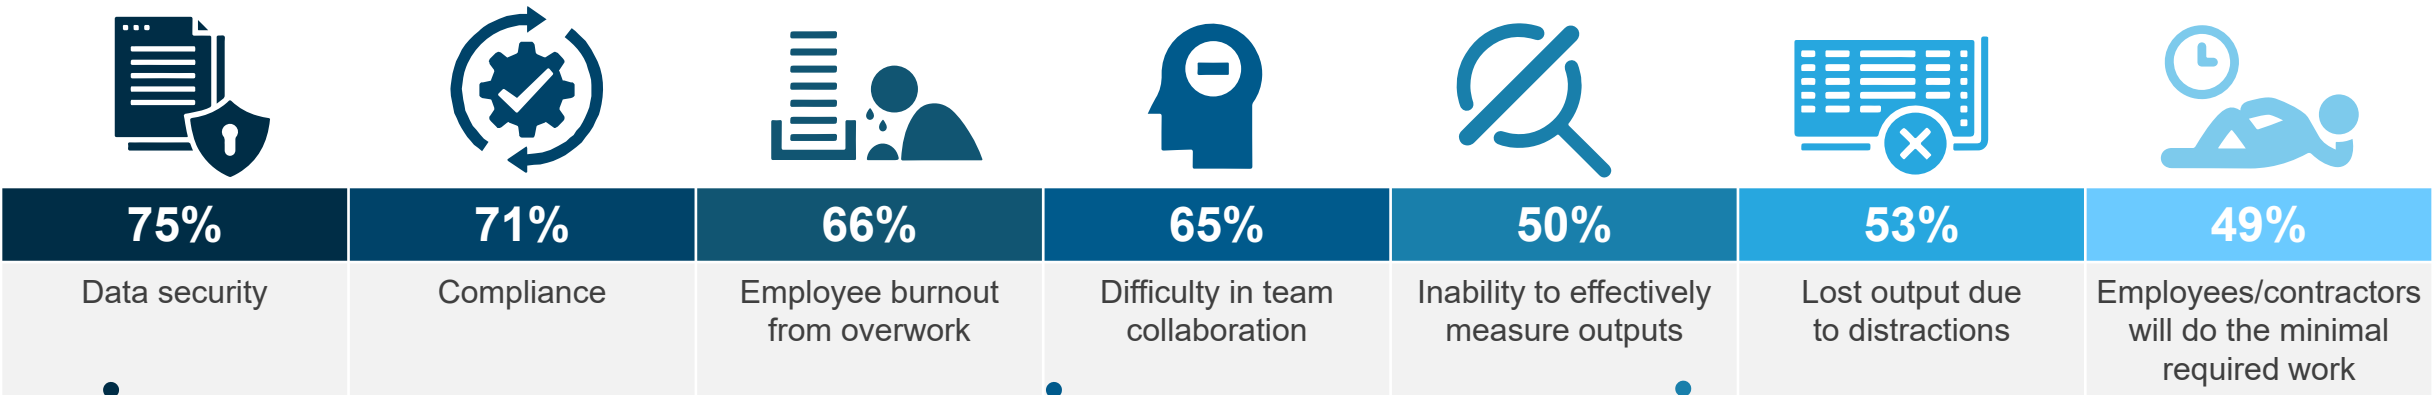 75%
Data security
71%
Compliance
66%
Employee burnout
from overwork
65%
Difficulty in team
collaboration
50%
Inability to effectively
measure outputs
53%
Lost output due
to distractions
49%
Employees/contractors
will do the minimal
required work